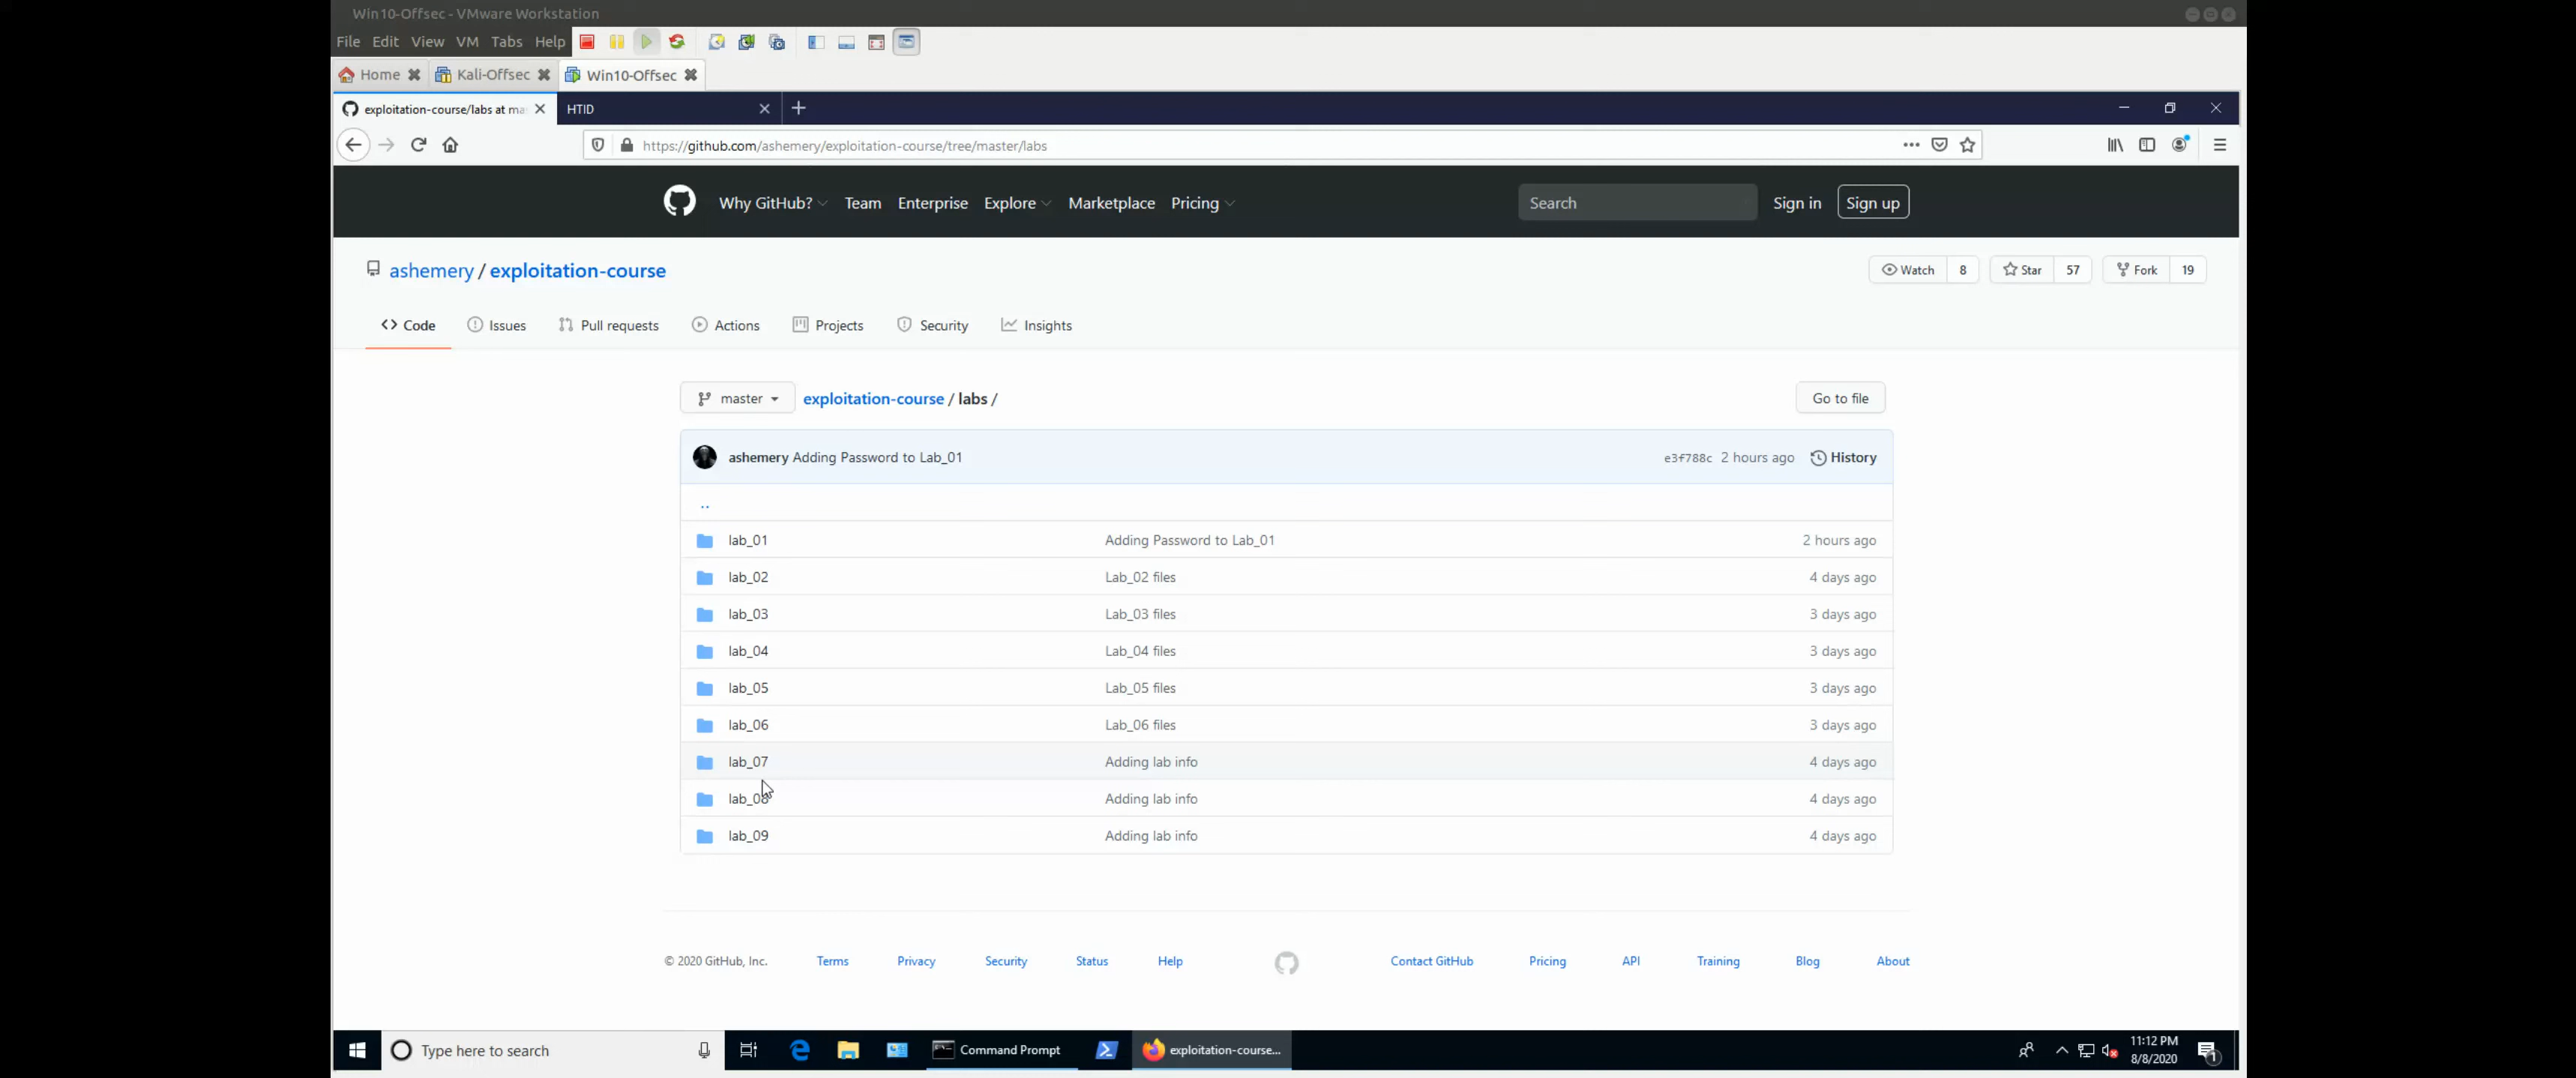 Win10-Offsec - VMware Workstation
File Edit View VM Tabs Help
Home Kali-Offsec Win10-Offsec
exploitation-course/labs at ma HTID
https://github.com/ashemery/exploitation-course/tree/master/labs
Why GitHub? Team Enterprise Explore Marketplace Pricing Search Sign in Sign up
ashemery / exploitation-course Watch 8 Star 57 Fork 19
Code Issues Pull requests Actions Projects Security Insights
master exploitation-course / labs / Go to file
ashemery Adding Password to Lab_01 e3f788c 2 hours ago History
..
lab_01 Adding Password to Lab_01 2 hours ago
lab_02 Lab_02 files 4 days ago
lab_03 Lab_03 files 3 days ago
lab_04 Lab_04 files 3 days ago
lab_05 Lab_05 files 3 days ago
lab_06 Lab_06 files 3 days ago
lab_07 Adding lab info 4 days ago
lab_08 Adding lab info 4 days ago
lab_09 Adding lab info 4 days ago
© 2020 GitHub, Inc. Terms Privacy Security Status Help Contact GitHub Pricing API Training Blog About
Type here to search Command Prompt exploitation-course... 11:12 PM
8/8/2020 1